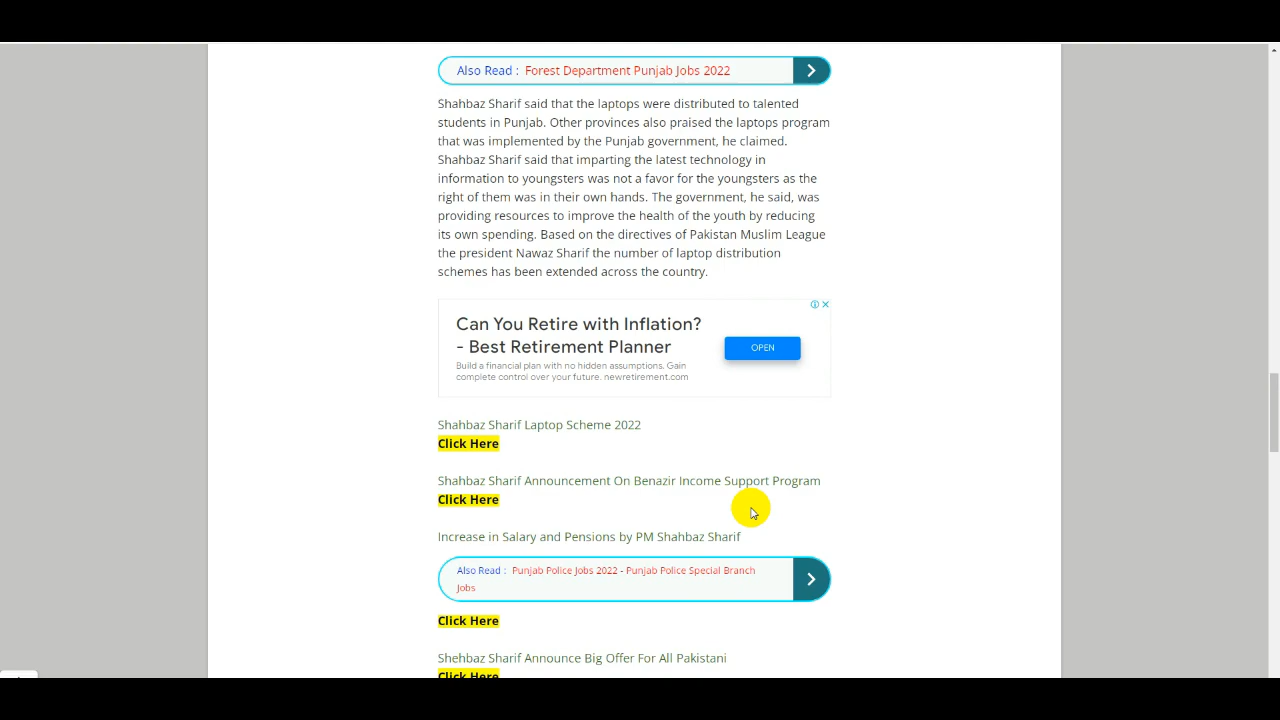 Also Read : Forest Department Punjab Jobs 2022
Shahbaz Sharif said that the laptops were distributed to talented
students in Punjab. Other provinces also praised the laptops program
that was implemented by the Punjab government, he claimed.
Shahbaz Sharif said that imparting the latest technology in
information to youngsters was not a favor for the youngsters as the
right of them was in their own hands. The government, he said, was
providing resources to improve the health of the youth by reducing
its own spending. Based on the directives of Pakistan Muslim League
the president Nawaz Sharif the number of laptop distribution
schemes has been extended across the country.
Can You Retire with Inflation?
- Best Retirement Planner
Build a financial plan with no hidden assumptions. Gain
complete control over your future. newretirement.com
OPEN
Shahbaz Sharif Laptop Scheme 2022
Click Here
Shahbaz Sharif Announcement On Benazir Income Support Program
Click Here
Increase in Salary and Pensions by PM Shahbaz Sharif
Also Read : Punjab Police Jobs 2022 - Punjab Police Special Branch
Jobs
Click Here
Shehbaz Sharif Announce Big Offer For All Pakistani
Click Here